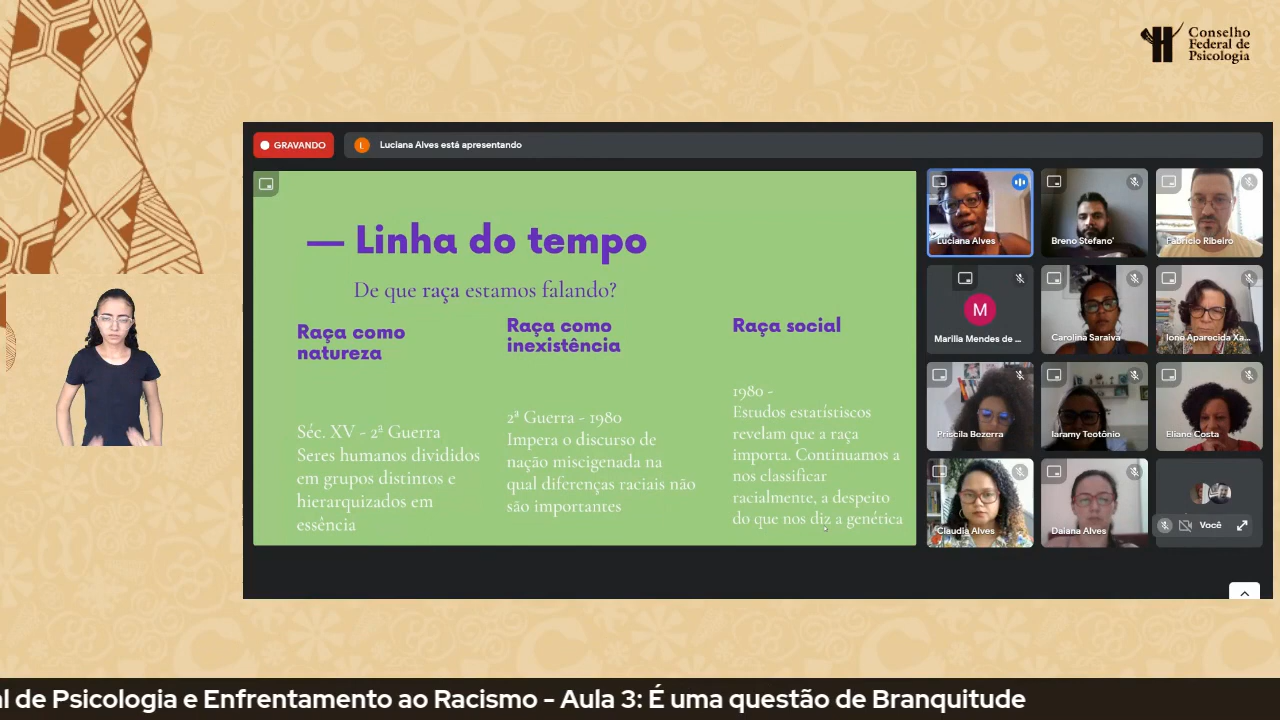 Conselho
Federal de
Psicologia
GRAVANDO
L
Luciana Alves está apresentando
— Linha do tempo
De que raça estamos falando?
Raça como
natureza
Séc. XV - 2ª Guerra
Seres humanos divididos
em grupos distintos e
hierarquizados em
essência
Raça como
inexistência
2ª Guerra - 1980
Impera o discurso de
nação miscigenada na
qual diferenças raciais não
são importantes
Raça social
1980 -
Estudos estatístiscos
revelam que a raça
importa. Continuamos a
nos classificar
racialmente, a despeito
do que nos diz a genética
Luciana Alves
Breno Stefano'
Fabrício Ribeiro
M
Marilia Mendes de ...
Carolina Saraiva
Ione Aparecida Xa...
Priscila Bezerra
Iaramy Teotônio
Eliane Costa
Claudia Alves
Daiana Alves
Você
al de Psicologia e Enfrentamento ao Racismo - Aula 3: É uma questão de Branquitude